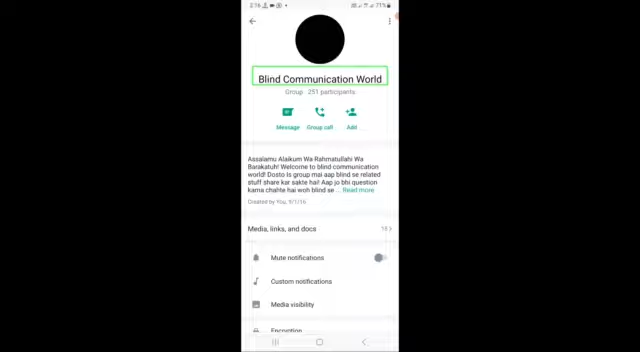 2:16
71%
Blind Communication World
Group · 251 participants
Message
Group call
Add
Assalamu Alaikum Wa Rahmatullahi Wa
Barakatuh! Welcome to blind communication
world! Dosto Is group mai aap blind se related
stuff share kar sakte hai! Aap jo bhi question
karna chahte hai woh blind se ... Read more
Created by You, 9/1/16
Media, links, and docs
Mute notifications
Custom notifications
Media visibility
Encryption